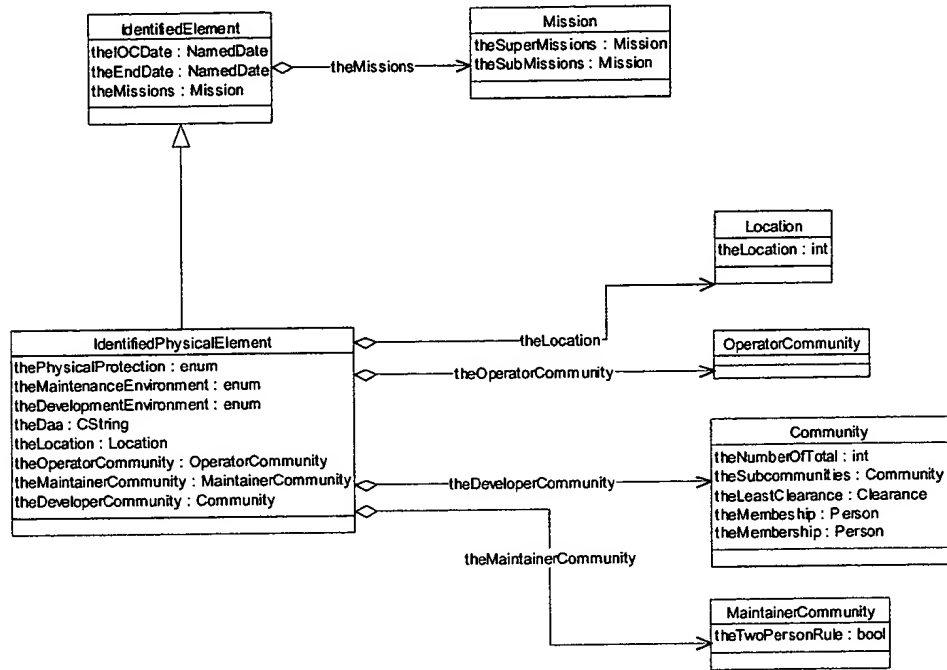 IdentifiedElement
theIOCDate : NamedDate
theEndDate : NamedDate
theMissions : Mission
theMissions
Mission
theSuperMissions : Mission
theSubMissions : Mission
Location
theLocation : int
IdentifiedPhysicalElement
thePhysicalProtection : enum
theMaintenanceEnvironment : enum
theDevelopmentEnvironment : enum
theDaa : CString
theLocation : Location
theOperatorCommunity : OperatorCommunity
theMaintainerCommunity : MaintainerCommunity
theDeveloperCommunity : Community
theLocation
theOperatorCommunity
OperatorCommunity
theDeveloperCommunity
Community
theNumberOfTotal : int
theSubcommunities : Community
theLeastClearance : Clearance
theMembeship : Person
theMembership : Person
theMaintainerCommunity
MaintainerCommunity
theTwoPersonRule : bool